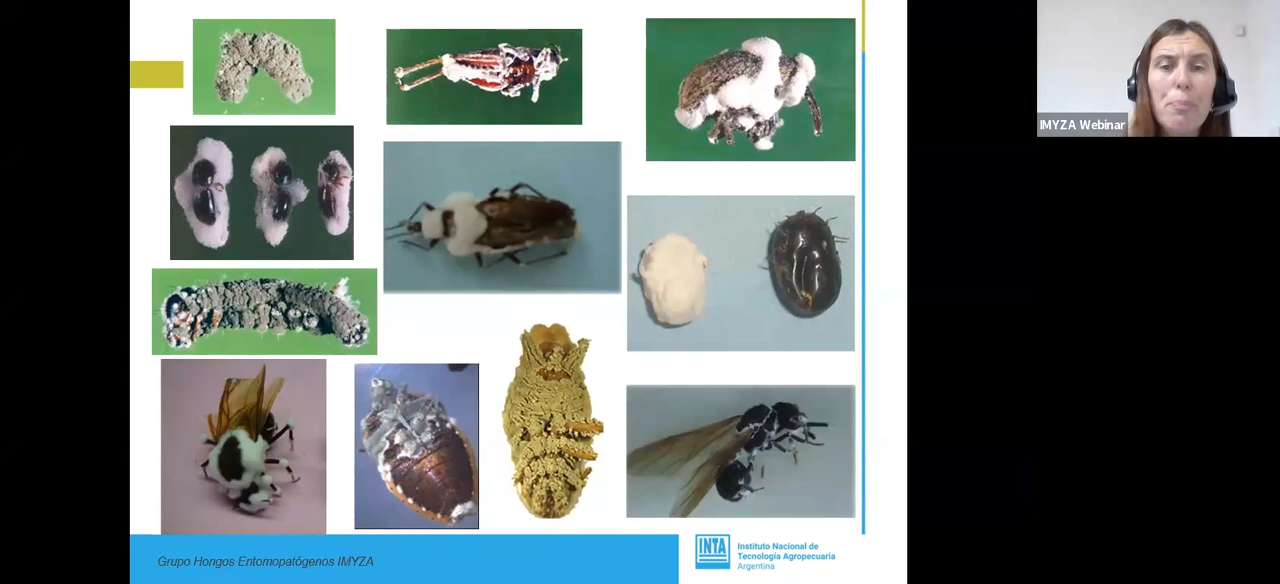 IMYZA Webinar
Grupo Hongos Entomopatógenos IMYZA
INTA
Instituto Nacional de
Tecnología Agropecuaria
Argentina